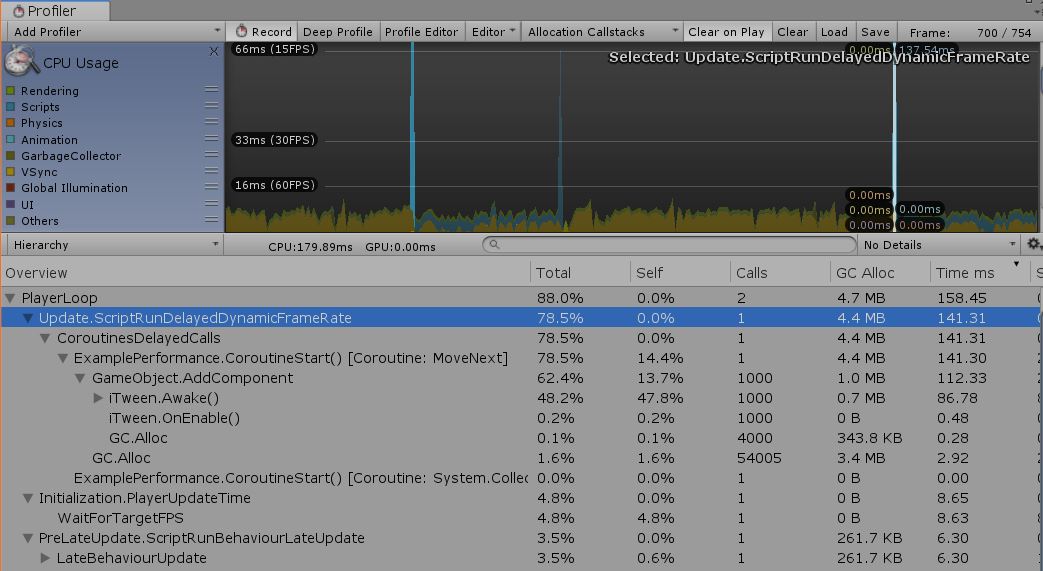 Profiler
Add Profiler Record Deep Profile Profile Editor Editor Allocation Callstacks Clear on Play Clear Load Save Frame: 700 / 754
CPU Usage
Rendering
Scripts
Physics
Animation
GarbageCollector
VSync
Global Illumination
UI
Others
66ms (15FPS)
0.00ms 137.54ms
Selected: Update.ScriptRunDelayedDynamicFrameRate
33ms (30FPS)
16ms (60FPS)
0.00ms
0.00ms 0.00ms
0.00ms 0.00ms
Hierarchy CPU:179.89ms GPU:0.00ms No Details
Overview Total Self Calls GC Alloc Time ms S
PlayerLoop 88.0% 0.0% 2 4.7 MB 158.45
Update.ScriptRunDelayedDynamicFrameRate 78.5% 0.0% 1 4.4 MB 141.31
CoroutinesDelayedCalls 78.5% 0.0% 1 4.4 MB 141.31
ExamplePerformance.CoroutineStart() [Coroutine: MoveNext] 78.5% 14.4% 1 4.4 MB 141.30
GameObject.AddComponent 62.4% 13.7% 1000 1.0 MB 112.33
iTween.Awake() 48.2% 47.8% 1000 0.7 MB 86.78
iTween.OnEnable() 0.2% 0.2% 1000 0 B 0.48
GC.Alloc 0.1% 0.1% 4000 343.8 KB 0.28
GC.Alloc 1.6% 1.6% 54005 3.4 MB 2.92
ExamplePerformance.CoroutineStart() [Coroutine: System.Collec 0.0% 0.0% 1 0 B 0.00
Initialization.PlayerUpdateTime 4.8% 0.0% 1 0 B 8.65
WaitForTargetFPS 4.8% 4.8% 1 0 B 8.63
PreLateUpdate.ScriptRunBehaviourLateUpdate 3.5% 0.0% 1 261.7 KB 6.30
LateBehaviourUpdate 3.5% 0.6% 1 261.7 KB 6.30